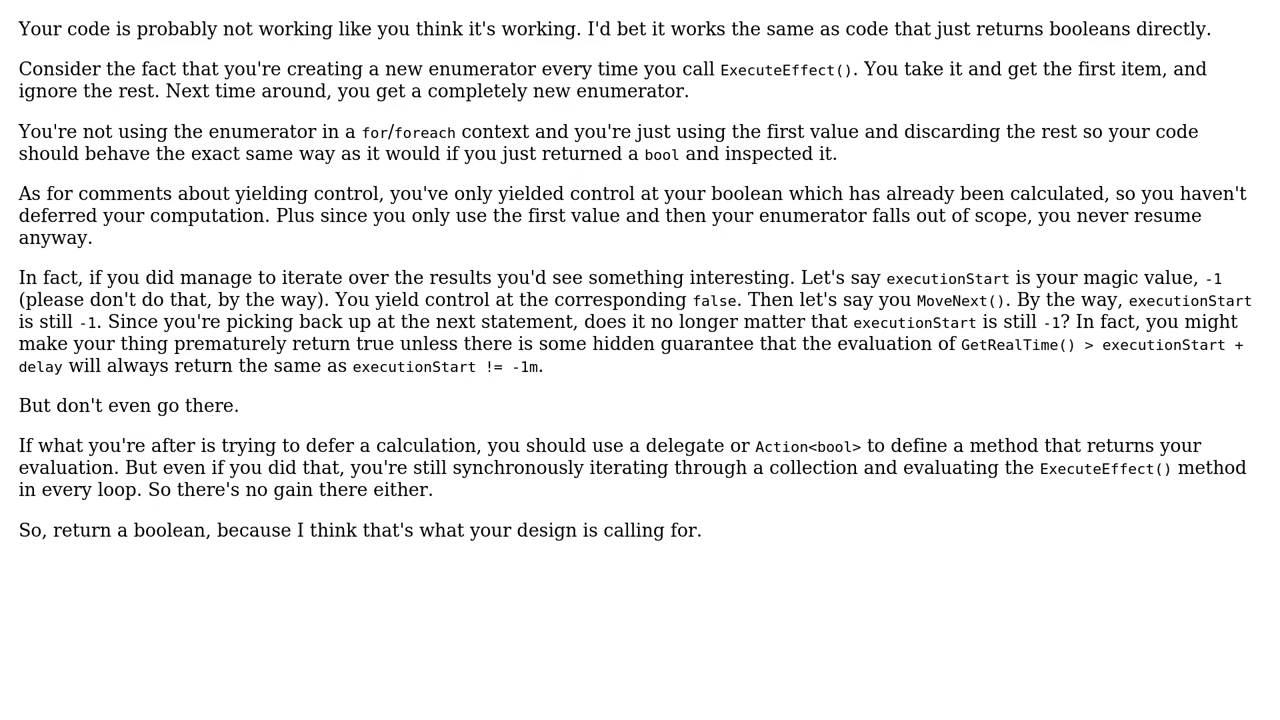 Your code is probably not working like you think it's working. I'd bet it works the same as code that just returns booleans directly.
Consider the fact that you're creating a new enumerator every time you call ExecuteEffect(). You take it and get the first item, and
ignore the rest. Next time around, you get a completely new enumerator.
You're not using the enumerator in a for/foreach context and you're just using the first value and discarding the rest so your code
should behave the exact same way as it would if you just returned a bool and inspected it.
As for comments about yielding control, you've only yielded control at your boolean which has already been calculated, so you haven't
deferred your computation. Plus since you only use the first value and then your enumerator falls out of scope, you never resume
anyway.
In fact, if you did manage to iterate over the results you'd see something interesting. Let's say executionStart is your magic value, -1
(please don't do that, by the way). You yield control at the corresponding false. Then let's say you MoveNext(). By the way, executionStart
is still -1. Since you're picking back up at the next statement, does it no longer matter that executionStart is still -1? In fact, you might
make your thing prematurely return true unless there is some hidden guarantee that the evaluation of GetRealTime() > executionStart +
delay will always return the same as executionStart != -1m.
But don't even go there.
If what you're after is trying to defer a calculation, you should use a delegate or Action<bool> to define a method that returns your
evaluation. But even if you did that, you're still synchronously iterating through a collection and evaluating the ExecuteEffect() method
in every loop. So there's no gain there either.
So, return a boolean, because I think that's what your design is calling for.